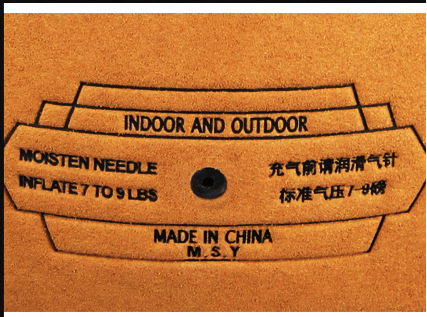 INDOOR AND OUTDOOR
MOISTEN NEEDLE
INFLATE 7 TO 9 LBS
充气前请润滑气针
标准气压7-9磅
MADE IN CHINA
M.S.Y